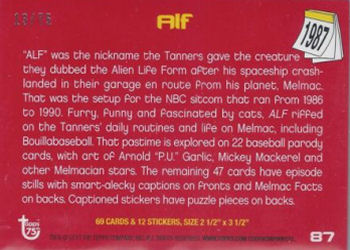 Alf
1987
"ALF" was the nickname the Tanners gave the creature
they dubbed the Alien Life Form after his spaceship crash-
landed in their garage en route from his planet, Melmac.
That was the setup for the NBC sitcom that ran from 1986
to 1990. Furry, funny and fascinated by cats, ALF riffed
on the Tanners' daily routines and life on Melmac, including
Bouillabaseball. That pastime is explored on 22 baseball
parody cards, with art of Arnold "P.U." Garlic, Mickey Mackerel and
other Melmacian stars. The remaining 47 cards have episode
stills with smart-alecky captions on fronts and Melmac Facts
on backs. Captioned stickers have puzzle pieces on backs.
69 CARDS & 12 STICKERS, SIZE 2 1/2" x 3 1/2"
TOPPS
75
87